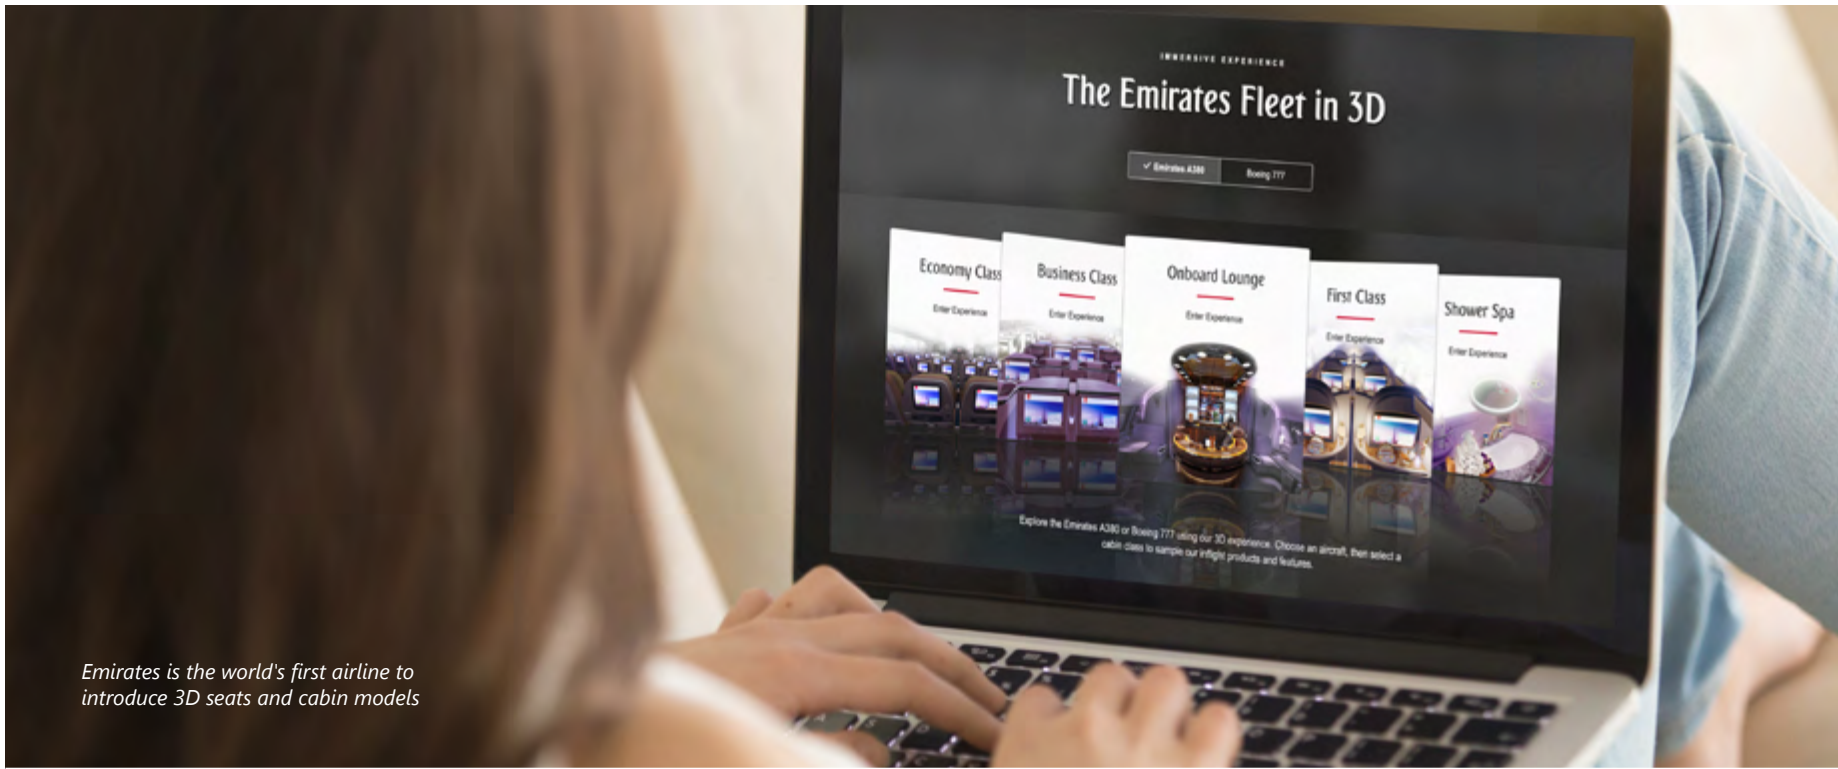 IMMERSIVE EXPERIENCE
The Emirates Fleet in 3D
✓ Emirates A380
Boeing 777
Economy Class
Enter Experience
Business Class
Enter Experience
Onboard Lounge
Enter Experience
First Class
Enter Experience
Shower Spa
Enter Experience
Explore the Emirates A380 or Boeing 777 using our 3D experience. Choose an aircraft, then select a
cabin class to sample our inflight products and features.
Emirates is the world's first airline to
introduce 3D seats and cabin models